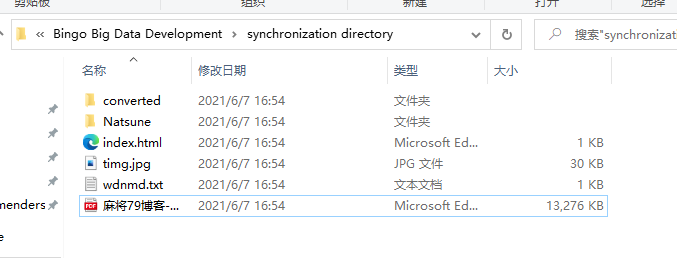 剪贴板 组织 新建 打开 选择
« Bingo Big Data Development › synchronization directory 搜索"synchronizat
名称 修改日期 类型 大小
converted 2021/6/7 16:54 文件夹
Natsune 2021/6/7 16:54 文件夹
index.html 2021/6/7 16:54 Microsoft Ed... 1 KB
timg.jpg 2021/6/7 16:54 JPG 文件 30 KB
wdnmd.txt 2021/6/7 16:54 文本文档 1 KB
menders PDF 麻将79博客-... 2021/6/7 16:54 Microsoft Ed... 13,276 KB
e